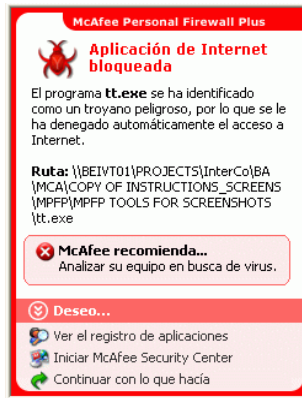 McAfee Personal Firewall Plus
Aplicación de Internet
bloqueada
El programa tt.exe se ha identificado
como un troyano peligroso, por lo que se le
ha denegado automáticamente el acceso a
Internet.
Ruta: \\BEIVT01\PROJECTS\InterCo\BA
\MCA\COPY OF INSTRUCTIONS_SCREENS
\MPFP\MPFP TOOLS FOR SCREENSHOTS
\tt.exe
McAfee recomienda...
Analizar su equipo en busca de virus.
Deseo...
Ver el registro de aplicaciones
Iniciar McAfee Security Center
Continuar con lo que hacía